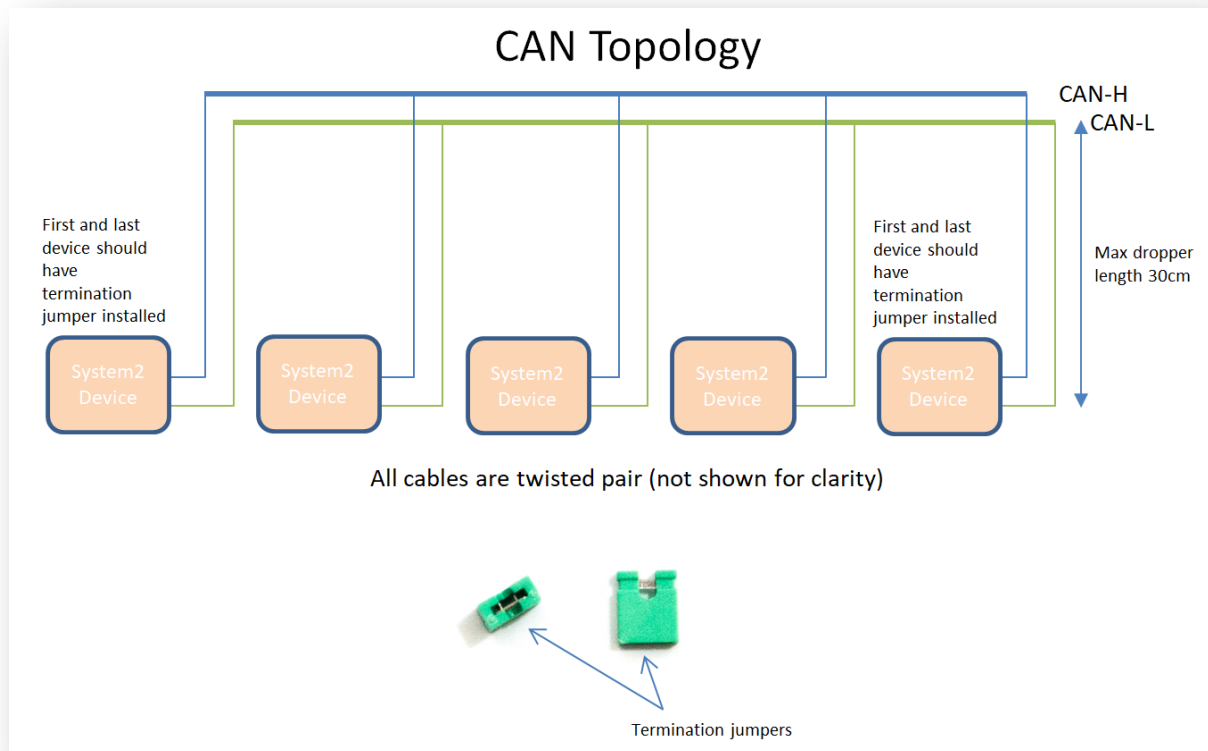 CAN Topology
CAN-H
CAN-L
First and last
device should
have
termination
jumper installed
First and last
device should
have
termination
jumper installed
Max dropper
length 30cm
System2
Device
System2
Device
System2
Device
System2
Device
System2
Device
All cables are twisted pair (not shown for clarity)
Termination jumpers